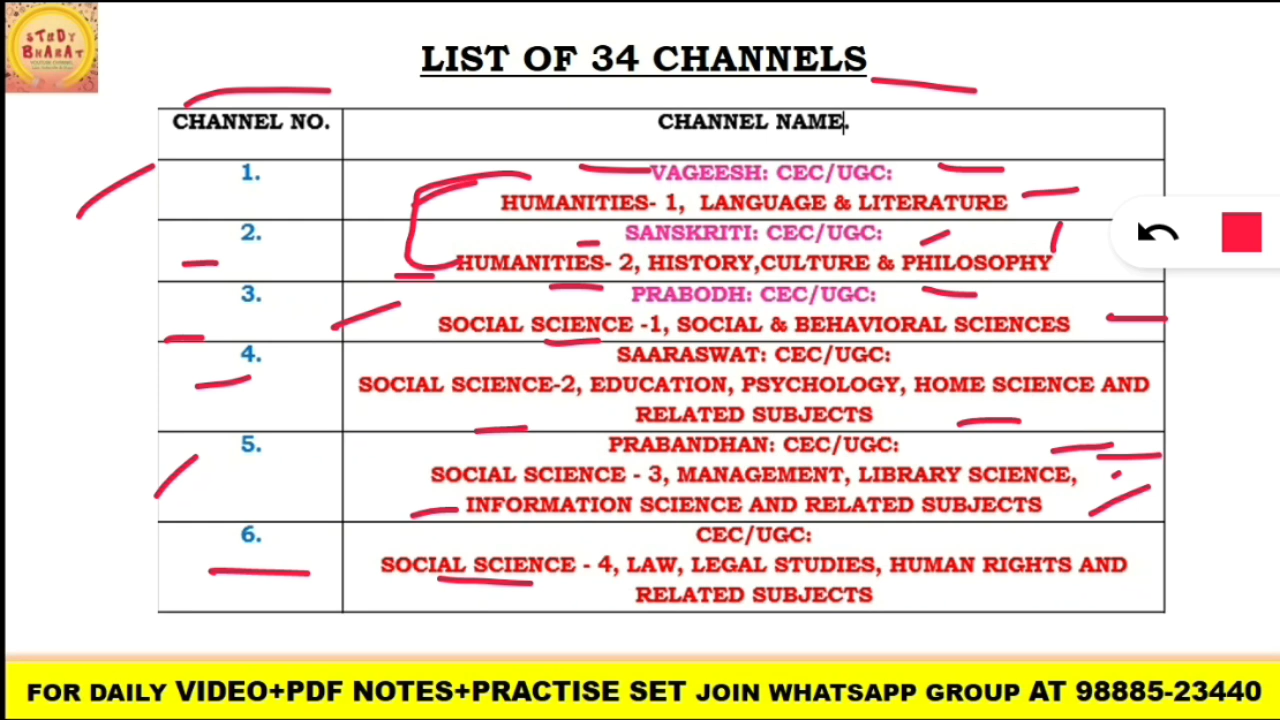 STUDY
BHARAT
LIST OF 34 CHANNELS
CHANNEL NO.
CHANNEL NAME.
1.
VAGEESH: CEC/UGC:
HUMANITIES- 1, LANGUAGE & LITERATURE
2.
SANSKRITI: CEC/UGC:
HUMANITIES- 2, HISTORY,CULTURE & PHILOSOPHY
3.
PRABODH: CEC/UGC:
SOCIAL SCIENCE -1, SOCIAL & BEHAVIORAL SCIENCES
4.
SAARASWAT: CEC/UGC:
SOCIAL SCIENCE-2, EDUCATION, PSYCHOLOGY, HOME SCIENCE AND
RELATED SUBJECTS
5.
PRABANDHAN: CEC/UGC:
SOCIAL SCIENCE - 3, MANAGEMENT, LIBRARY SCIENCE,
INFORMATION SCIENCE AND RELATED SUBJECTS
6.
CEC/UGC:
SOCIAL SCIENCE - 4, LAW, LEGAL STUDIES, HUMAN RIGHTS AND
RELATED SUBJECTS
FOR DAILY VIDEO+PDF NOTES+PRACTISE SET JOIN WHATSAPP GROUP AT 98885-23440